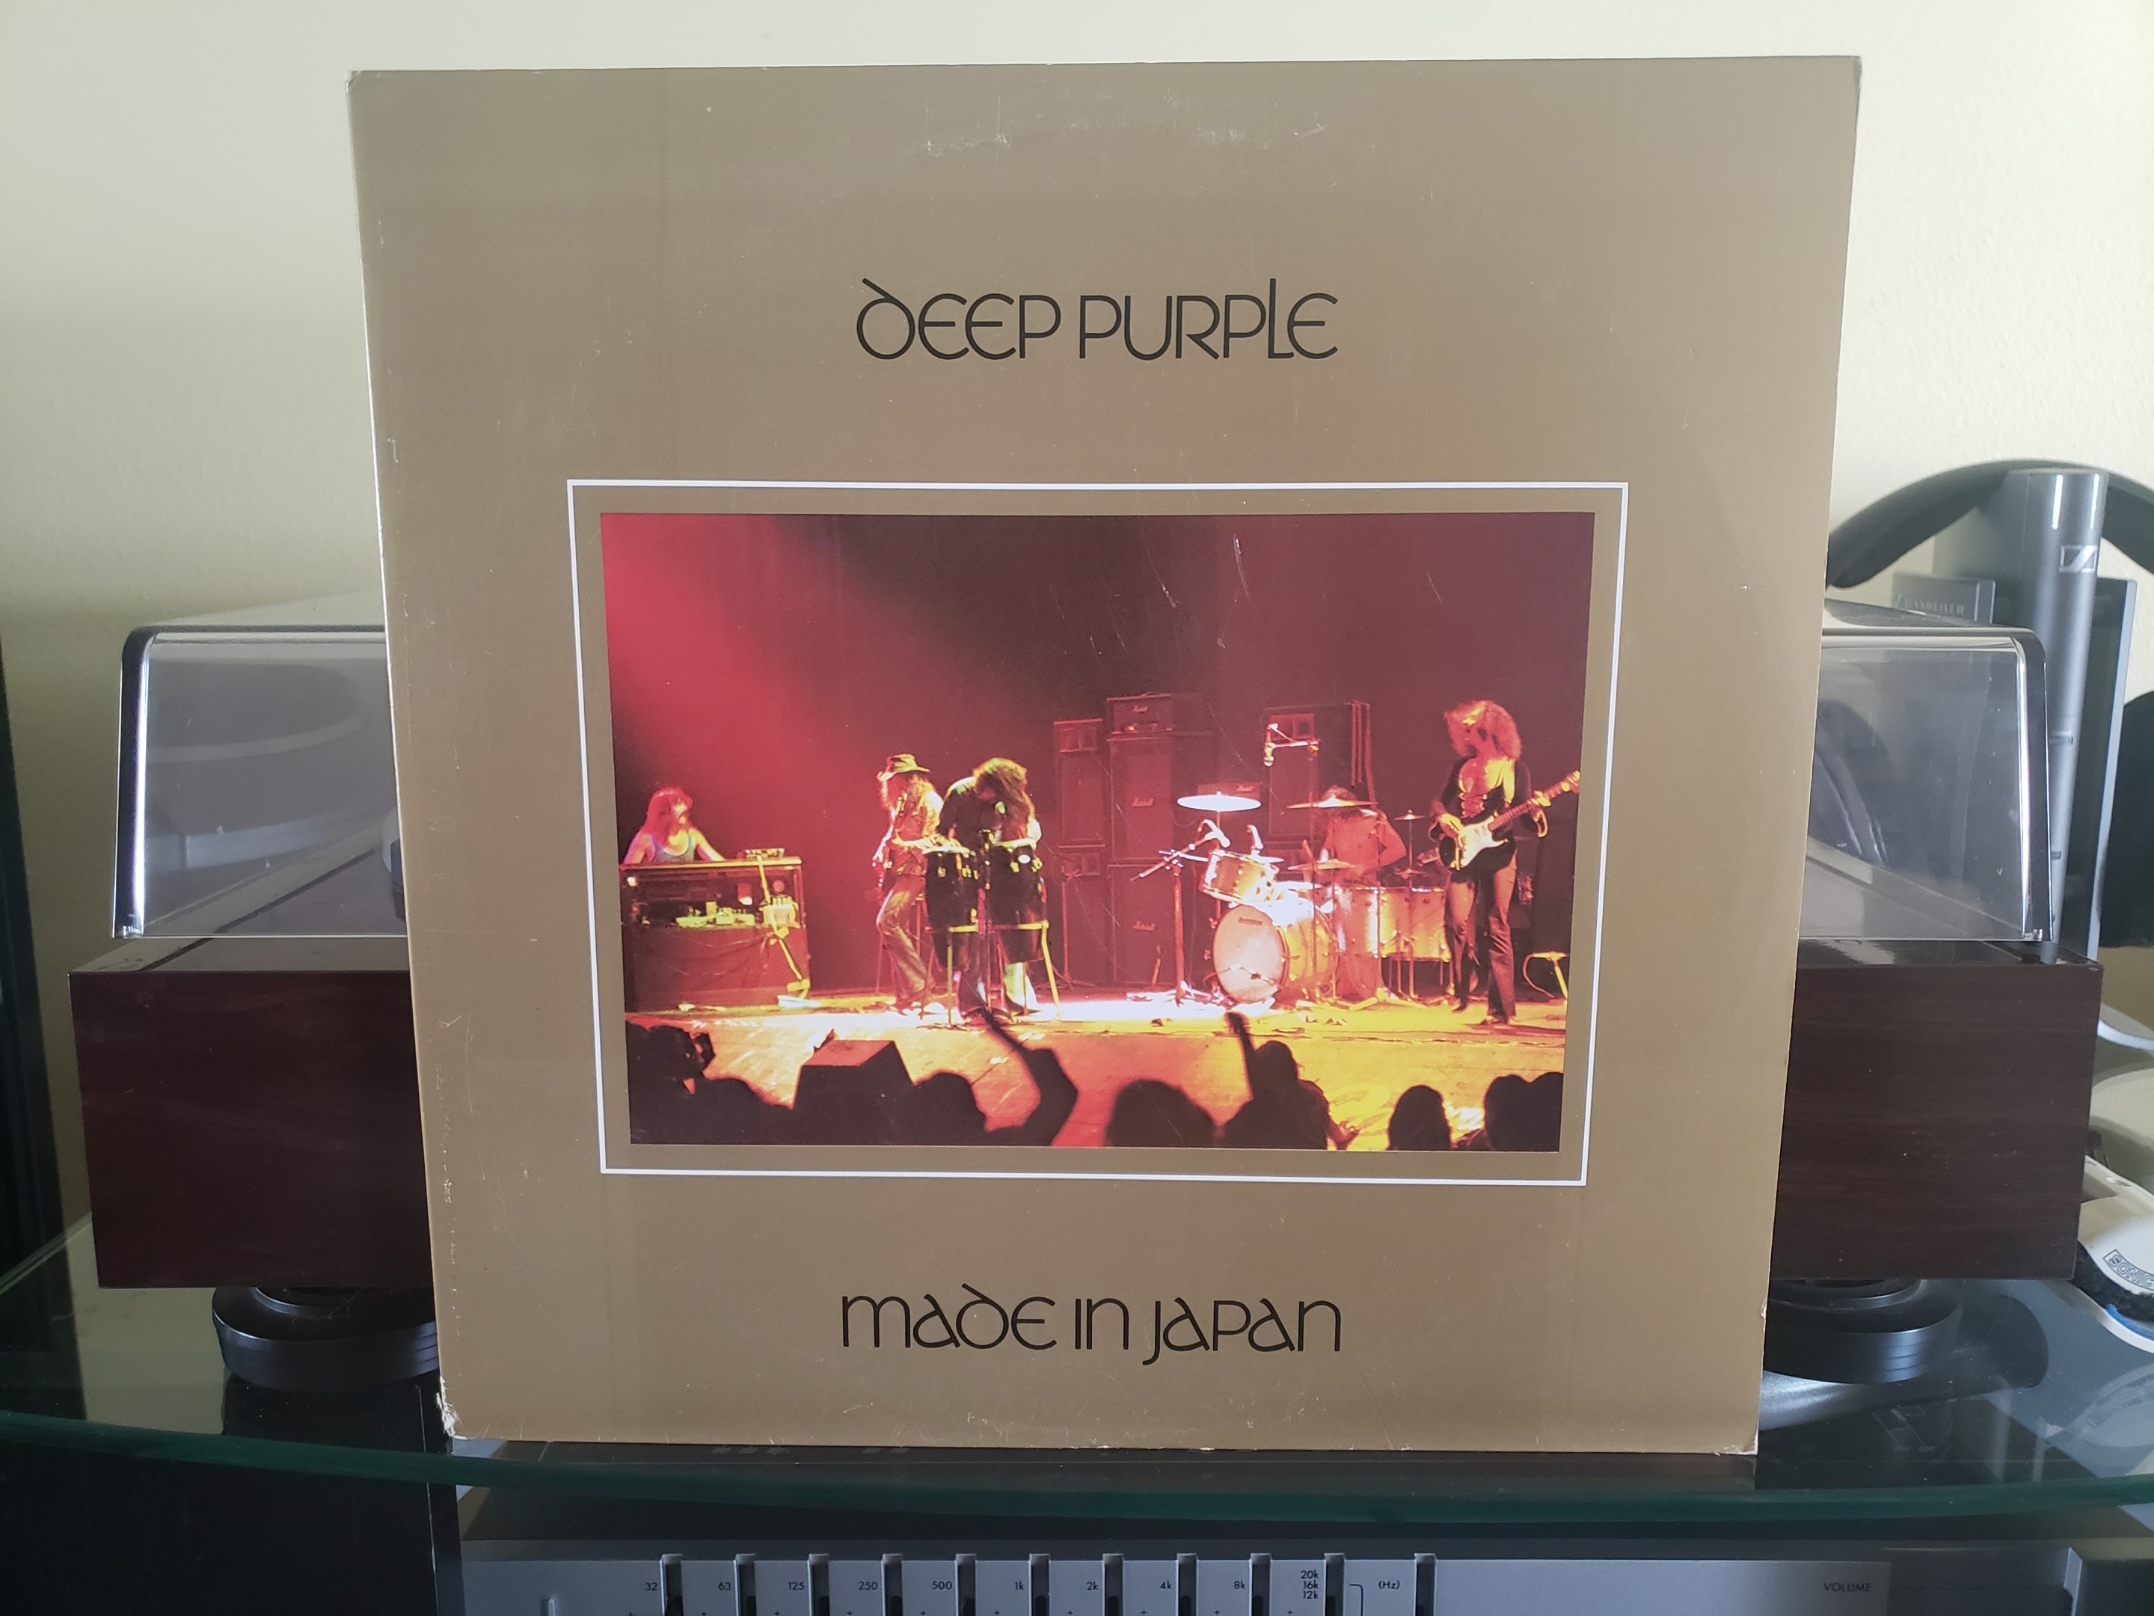 DEEP PURPLE
MADE IN JAPAN
SENNHEISER
32 63 125 250 500 1k 2k 4k 8k 20k
16k
12k
(Hz)
VOLUME